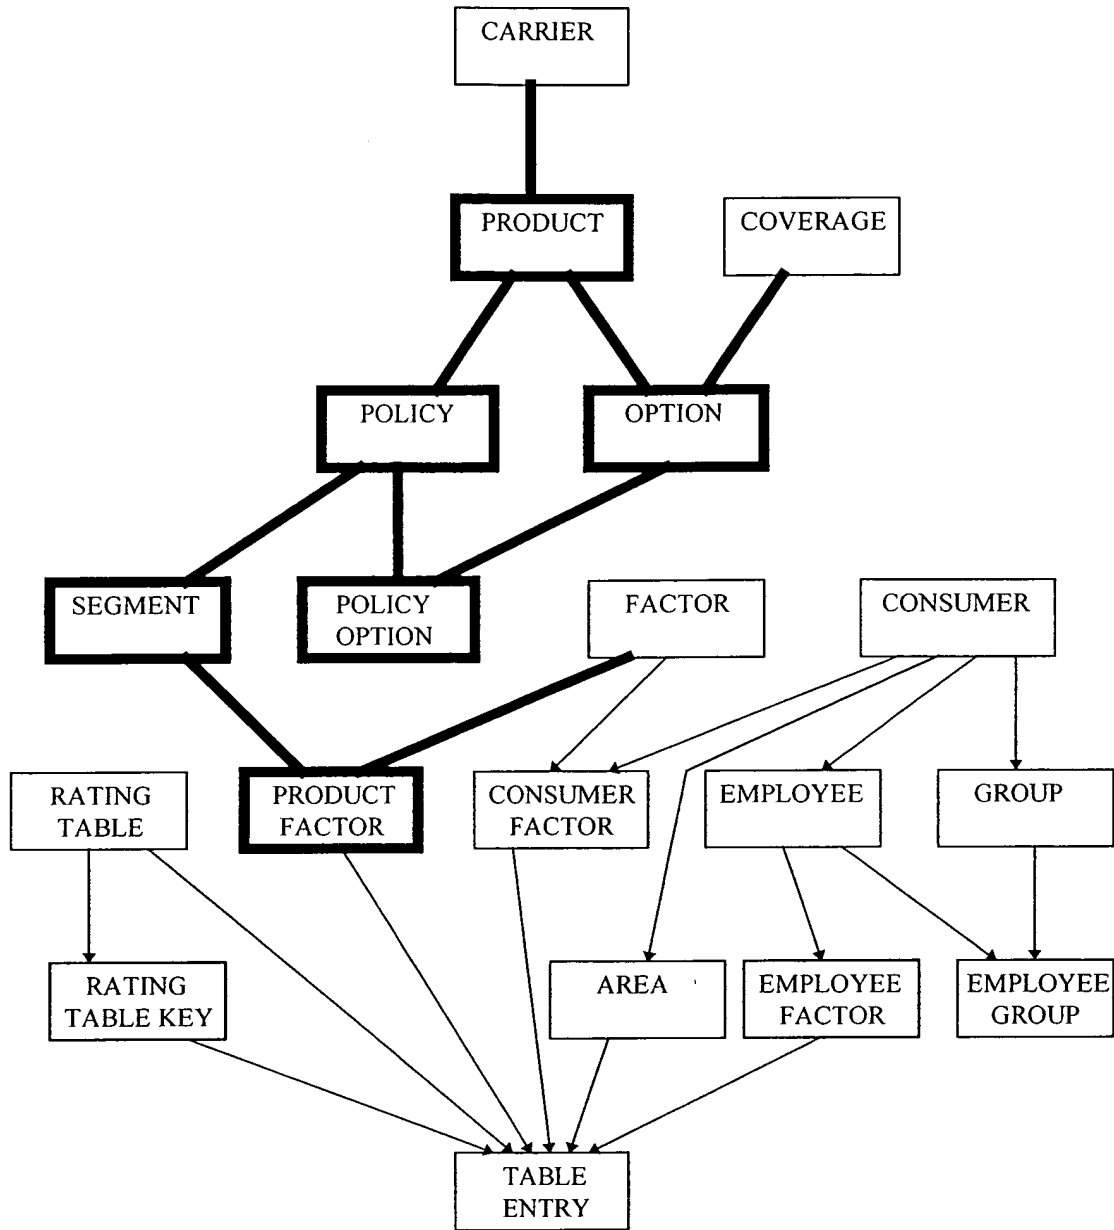 CARRIER
PRODUCT
COVERAGE
POLICY
OPTION
SEGMENT
POLICY
OPTION
FACTOR
CONSUMER
RATING
TABLE
PRODUCT
FACTOR
CONSUMER
FACTOR
EMPLOYEE
GROUP
RATING
TABLE KEY
AREA
EMPLOYEE
FACTOR
EMPLOYEE
GROUP
TABLE
ENTRY